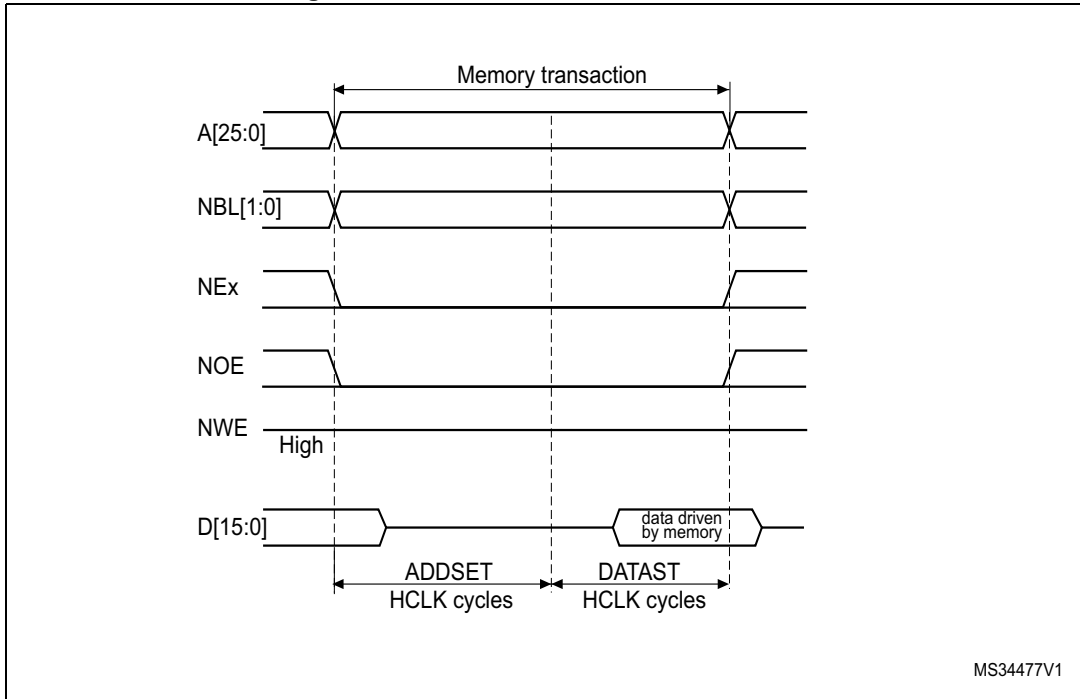 Memory transaction
A[25:0]
NBL[1:0]
NEx
NOE
NWE
High
D[15:0]
data driven
by memory
ADDSET
HCLK cycles
DATAST
HCLK cycles
MS34477V1